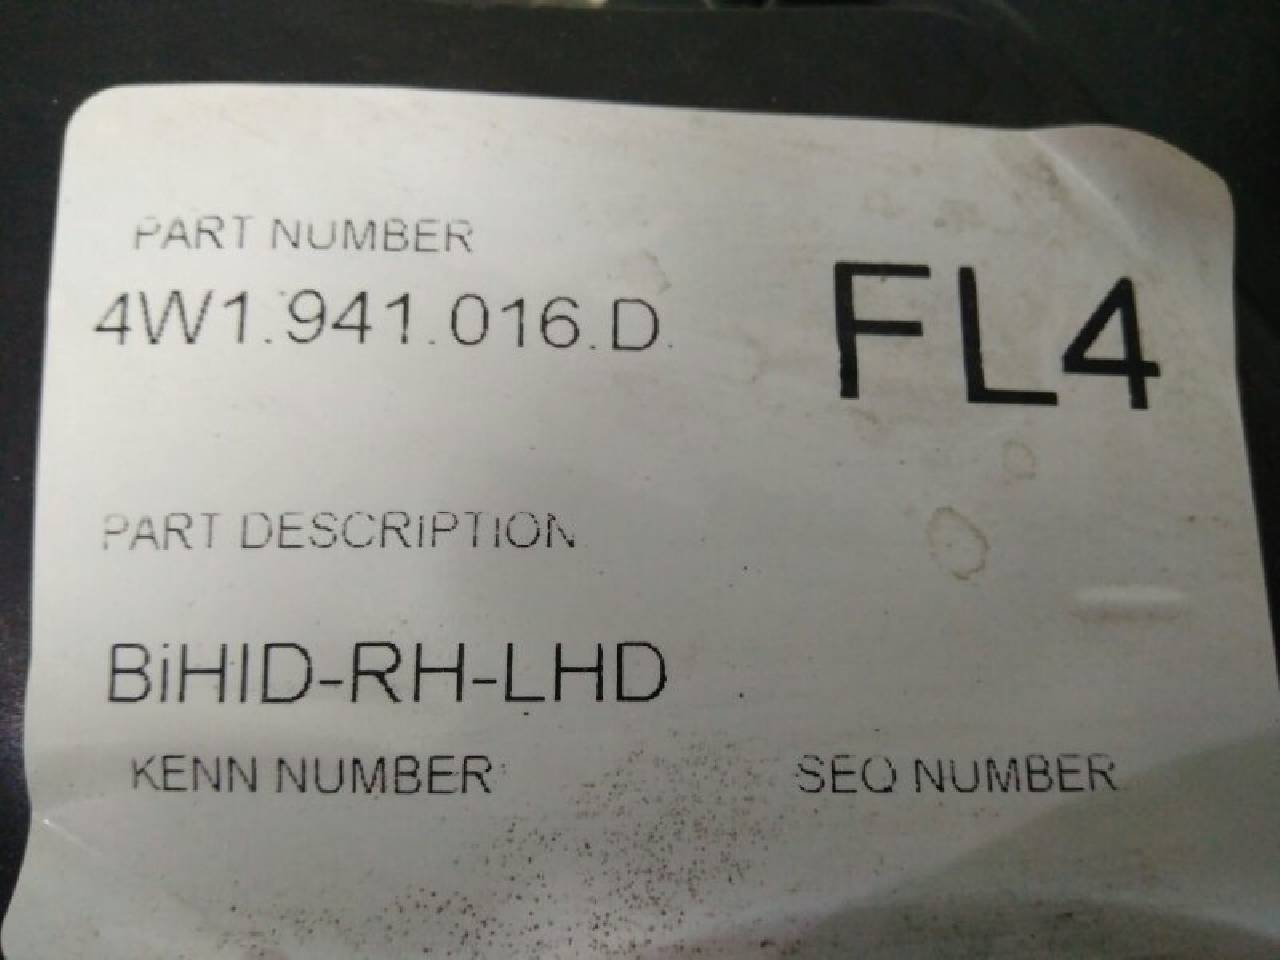 PART NUMBER
4W1.941.016.D.
FL4
PART DESCRIPTION
BiHID-RH-LHD
KENN NUMBER
SEQ NUMBER